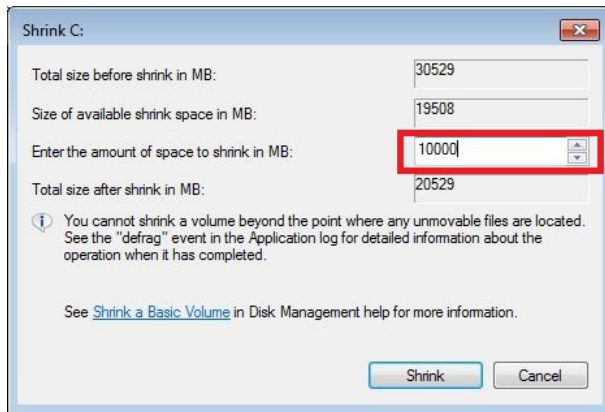 Shrink C:
Total size before shrink in MB: 30529
Size of available shrink space in MB: 19508
Enter the amount of space to shrink in MB: 10000
Total size after shrink in MB: 20529
You cannot shrink a volume beyond the point where any unmovable files are located.
See the "defrag" event in the Application log for detailed information about the
operation when it has completed.
See Shrink a Basic Volume in Disk Management help for more information.
Shrink Cancel